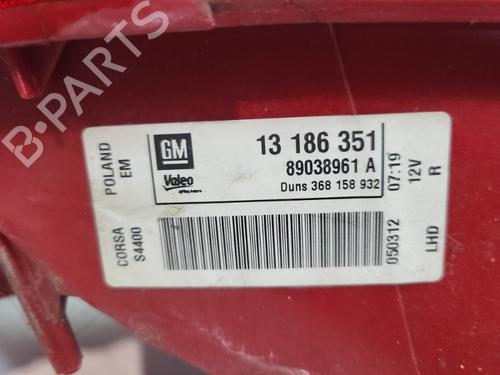 POLAND
EM
GM
Valeo
13 186 351
89038961 A
Duns 368 158 932
07:19
12V
R
CORSA
S4400
050312
LHD
B-PARTS